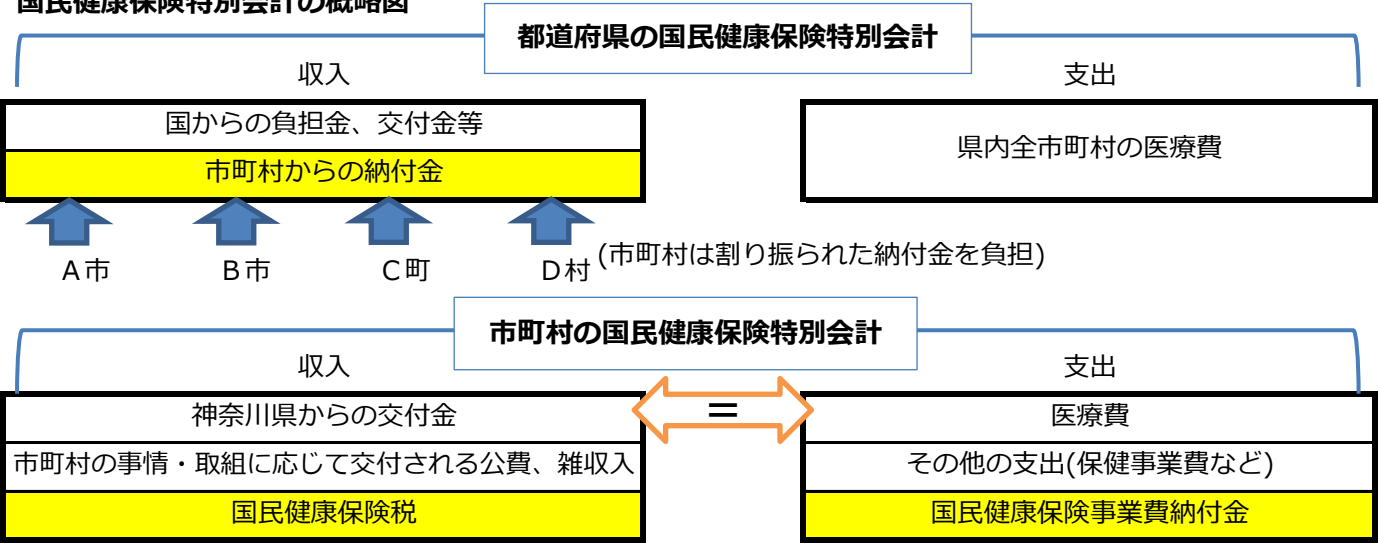 国民健康保険特別会計の概略図
都道府県の国民健康保険特別会計
収入
支出
国からの負担金、交付金等
市町村からの納付金
県内全市町村の医療費
A市
B市
C町
D村
(市町村は割り振られた納付金を負担)
市町村の国民健康保険特別会計
収入
支出
神奈川県からの交付金
市町村の事情・取組に応じて交付される公費、雑収入
国民健康保険税
=
医療費
その他の支出(保健事業費など)
国民健康保険事業費納付金